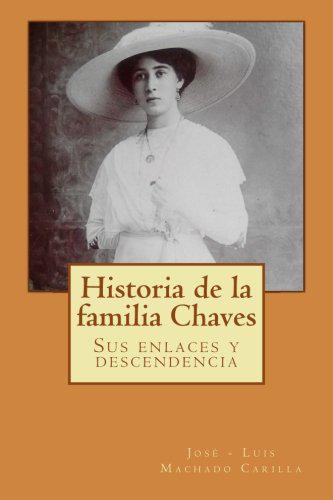 Historia de la
familia Chaves
Sus enlaces y
descendencia
José - Luis
Machado Carilla